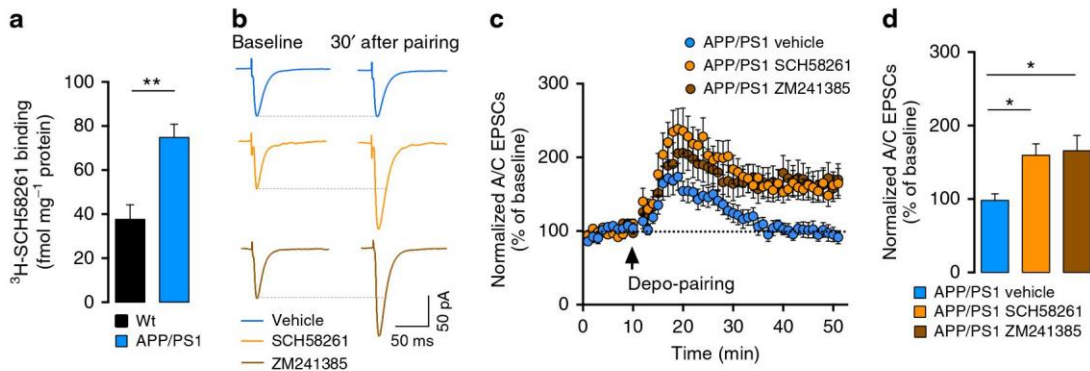 a
³H-SCH58261 binding
(fmol mg⁻¹ protein)
100
80
60
40
20
0
**
Wt
APP/PS1
b
Baseline
30′ after pairing
50 pA
50 ms
Vehicle
SCH58261
ZM241385
c
APP/PS1 vehicle
APP/PS1 SCH58261
APP/PS1 ZM241385
Normalized A/C EPSCs
(% of baseline)
300
200
100
0
Depo-pairing
0 10 20 30 40 50
Time (min)
d
Normalized A/C EPSCs
(% of baseline)
300
200
100
0
*
*
APP/PS1 vehicle
APP/PS1 SCH58261
APP/PS1 ZM241385